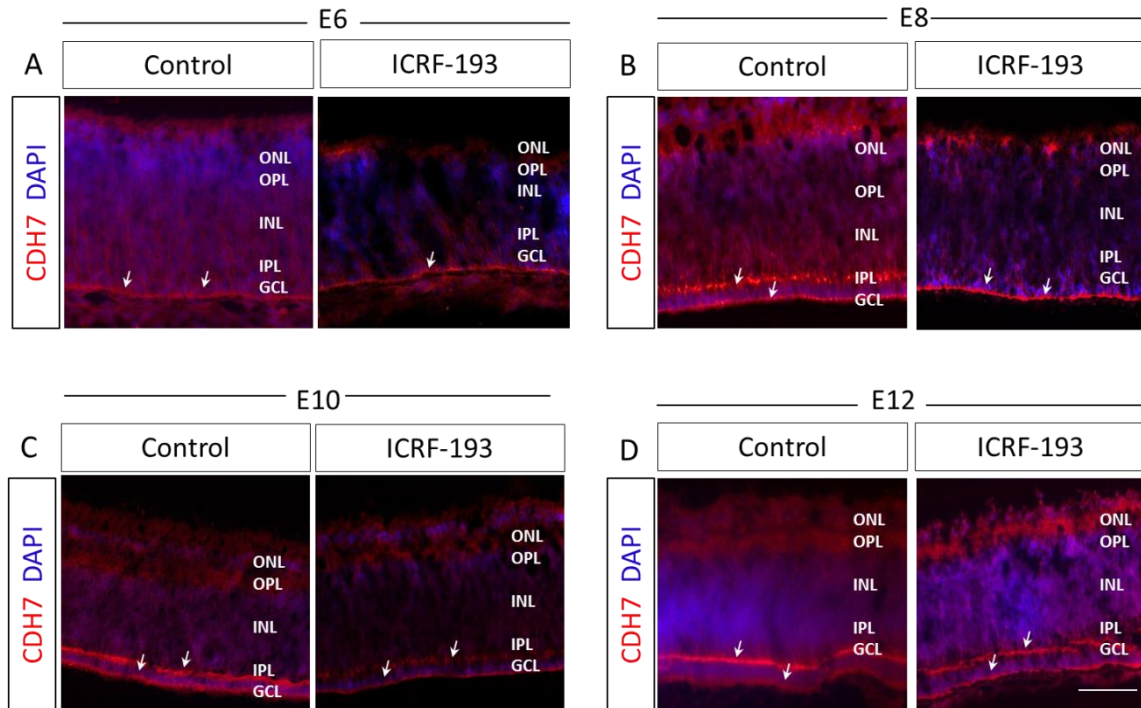 E6
A
Control
ICRF-193
CDH7 DAPI
ONL
OPL
INL
IPL
GCL
ONL
OPL
INL
IPL
GCL
E8
B
Control
ICRF-193
CDH7 DAPI
ONL
OPL
INL
IPL
GCL
ONL
OPL
INL
IPL
GCL
E10
C
Control
ICRF-193
CDH7 DAPI
ONL
OPL
INL
IPL
GCL
ONL
OPL
INL
IPL
GCL
E12
D
Control
ICRF-193
CDH7 DAPI
ONL
OPL
INL
IPL
GCL
ONL
OPL
INL
IPL
GCL